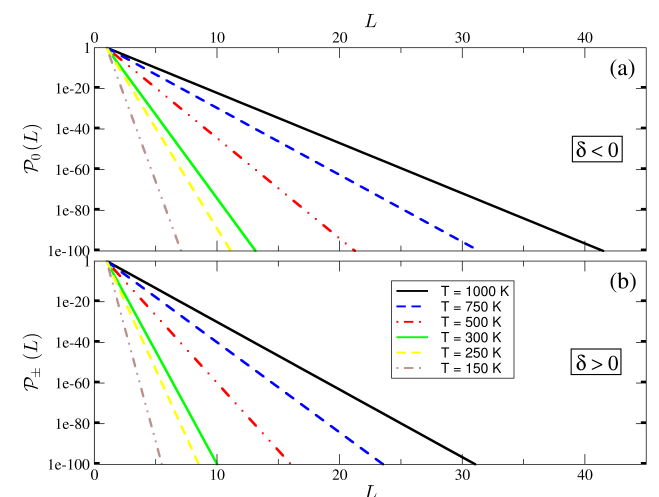 L
0 10 20 30 40
1
1e-20
1e-40
1e-60
1e-80
1e-100
P₀(L)
(a)
δ < 0
1
1e-20
1e-40
1e-60
1e-80
1e-100
P±(L)
(b)
T = 1000 K
T = 750 K
T = 500 K
T = 300 K
T = 250 K
T = 150 K
δ > 0
0 10 20 30 40
L